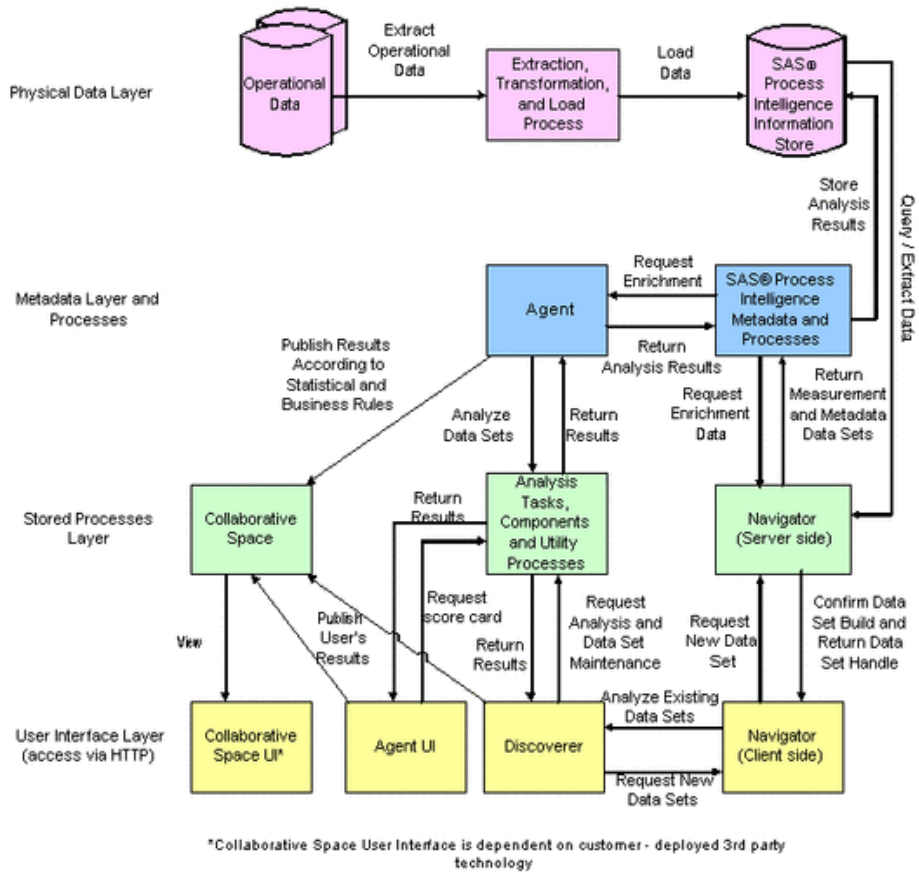 Physical Data Layer
Operational
Data
Extract
Operational
Data
Extraction,
Transformation,
and Load
Process
Load
Data
SAS®
Process
Intelligence
Information
Store
Store
Analysis
Results
Query / Extract Data
Metadata Layer and
Processes
Agent
Request
Enrichment
SAS® Process
Intelligence
Metadata and
Processes
Return
Analysis Results
Publish Results
According to
Statistical and
Business Rules
Analyze
Data Sets
Return
Results
Request
Enrichment
Data
Return
Measurement
and Metadata
Data Sets
Stored Processes
Layer
Collaborative
Space
Return
Results
Analysis
Tasks,
Components
and Utility
Processes
Navigator
(Server side)
View
Publish
User's
Results
Request
score card
Return
Results
Request
Analysis and
Data Set
Maintenance
Request
New Data
Set
Confirm Data
Set Build and
Return Data
Set Handle
User Interface Layer
(access via HTTP)
Collaborative
Space UI*
Agent UI
Discoverer
Analyze Existing
Data Sets
Request New
Data Sets
Navigator
(Client side)
*Collaborative Space User Interface is dependent on customer - deployed 3rd party
technology